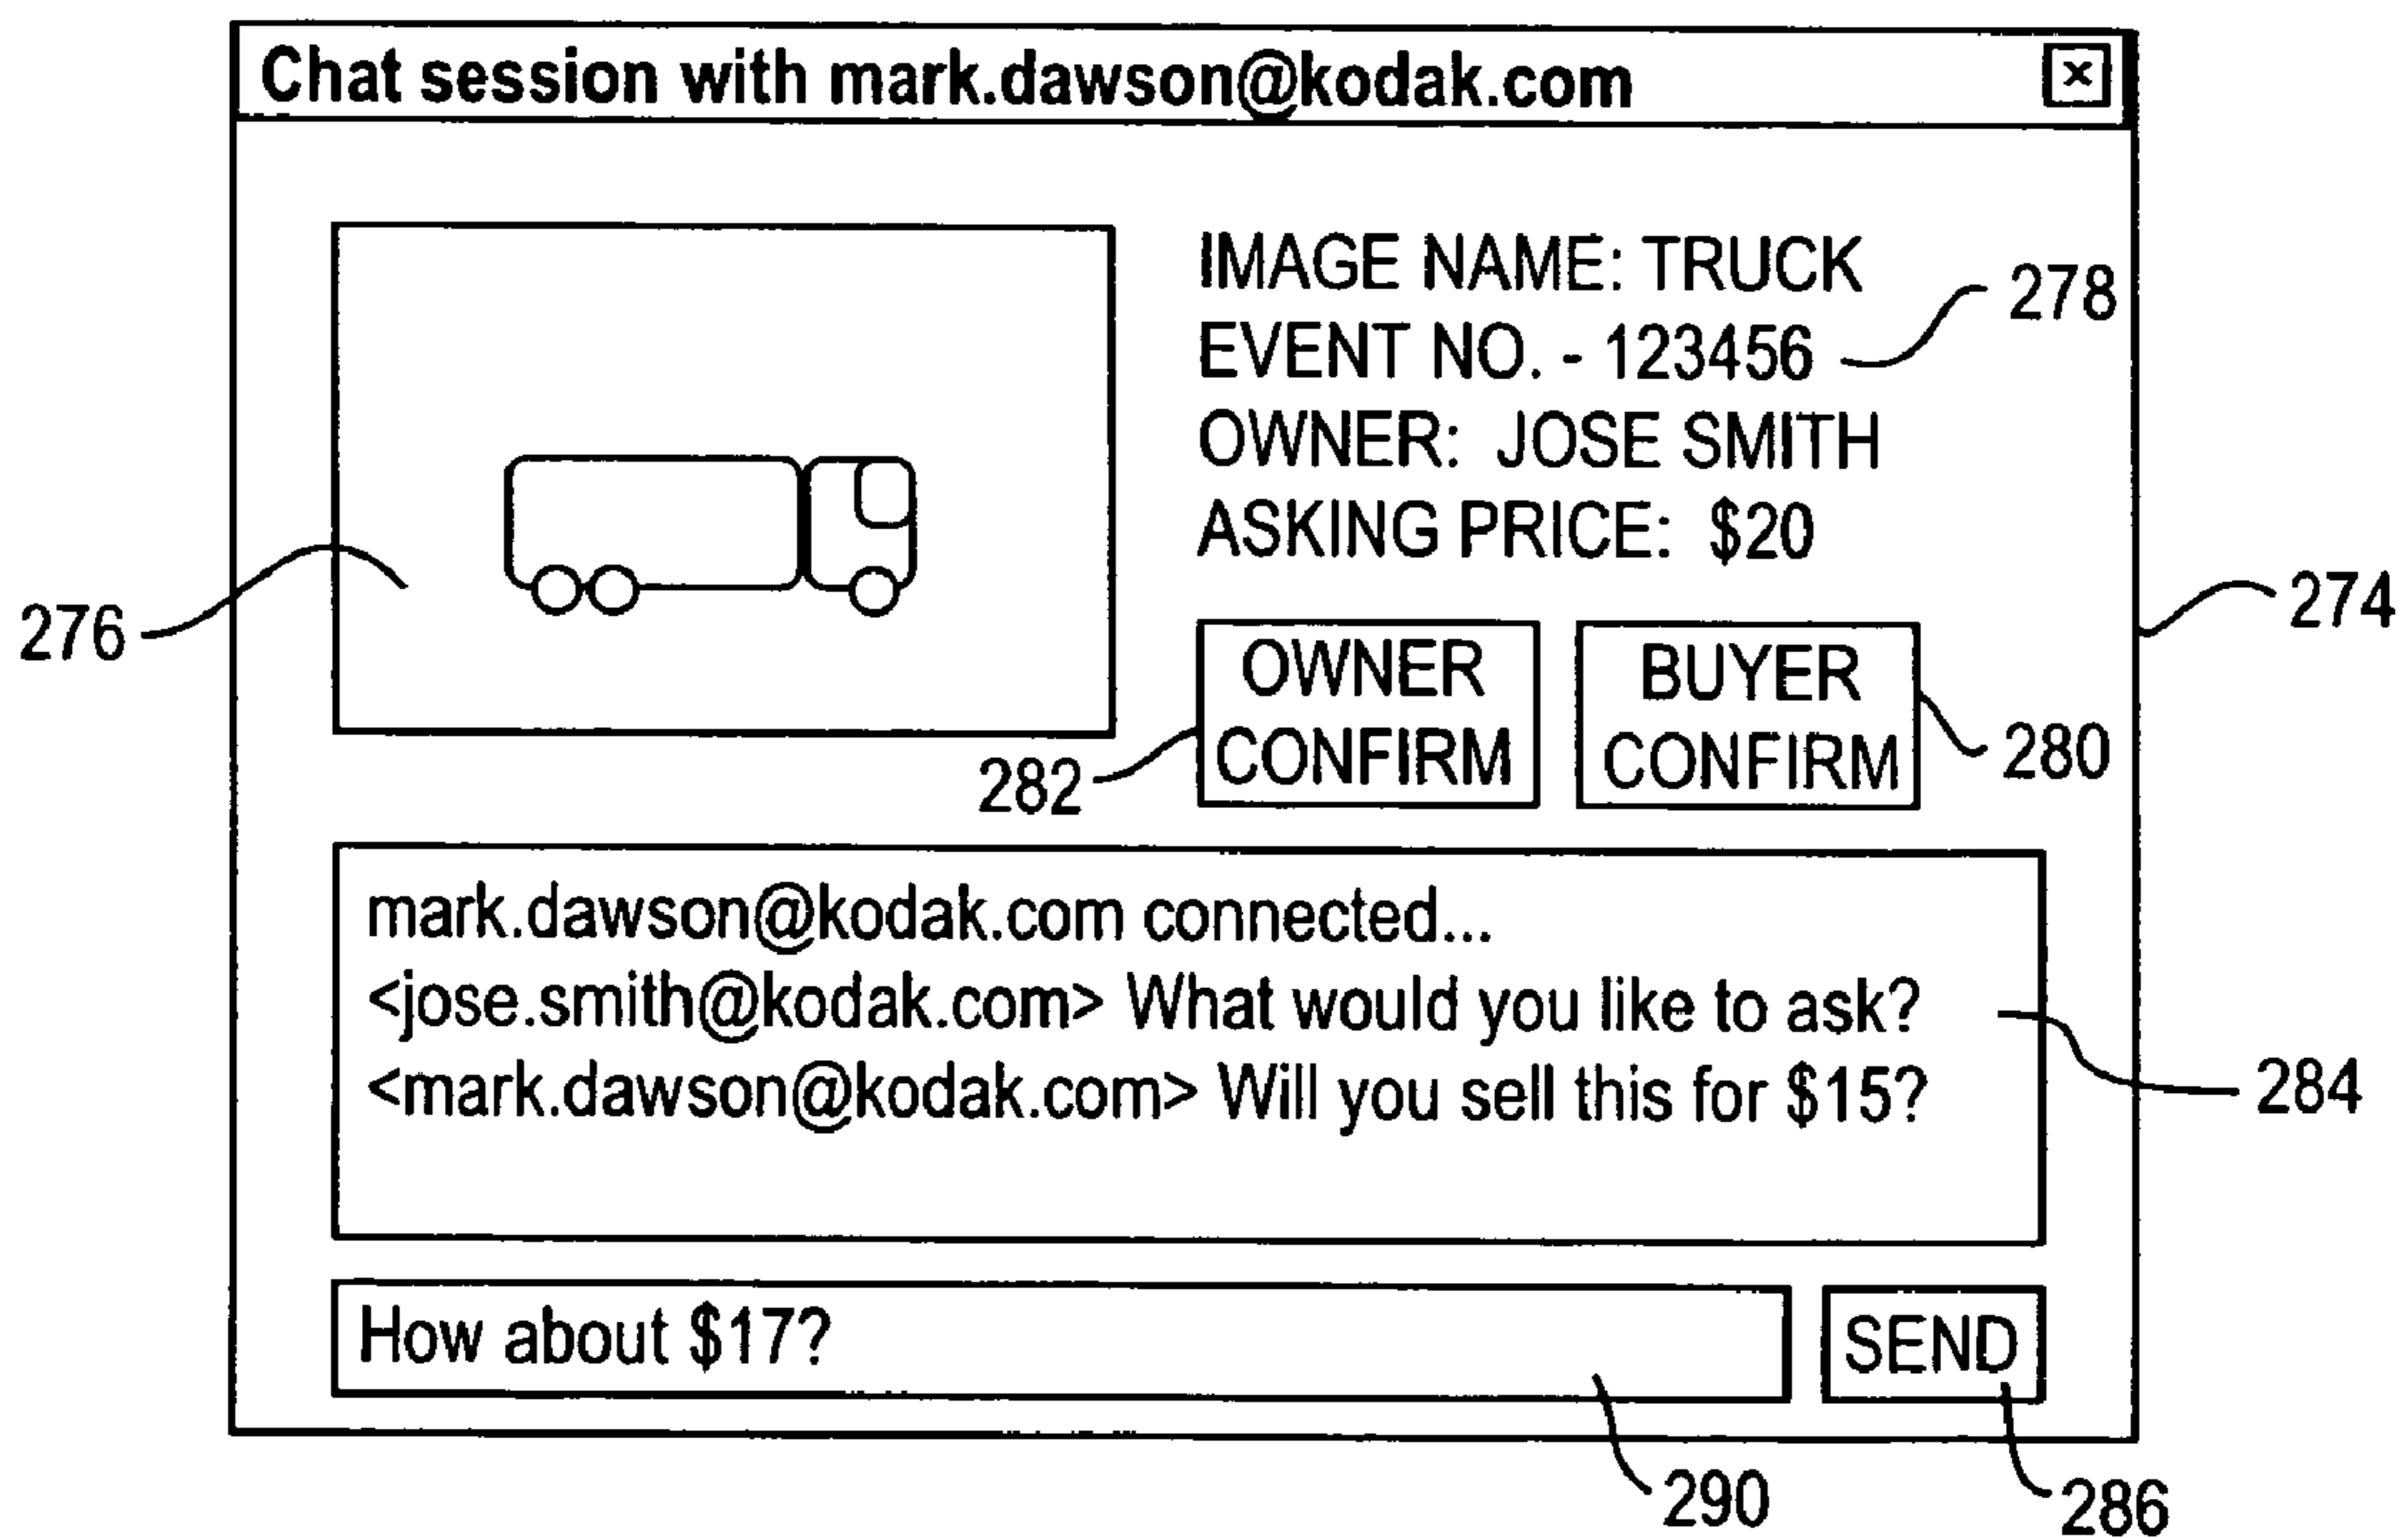 Chat session with mark.dawson@kodak.com
x
IMAGE NAME: TRUCK
278
EVENT NO. - 123456
OWNER: JOSE SMITH
ASKING PRICE: $20
276
274
OWNER
CONFIRM
BUYER
CONFIRM
282
280
mark.dawson@kodak.com connected...
<jose.smith@kodak.com> What would you like to ask?
<mark.dawson@kodak.com> Will you sell this for $15?
284
How about $17?
SEND
290
286